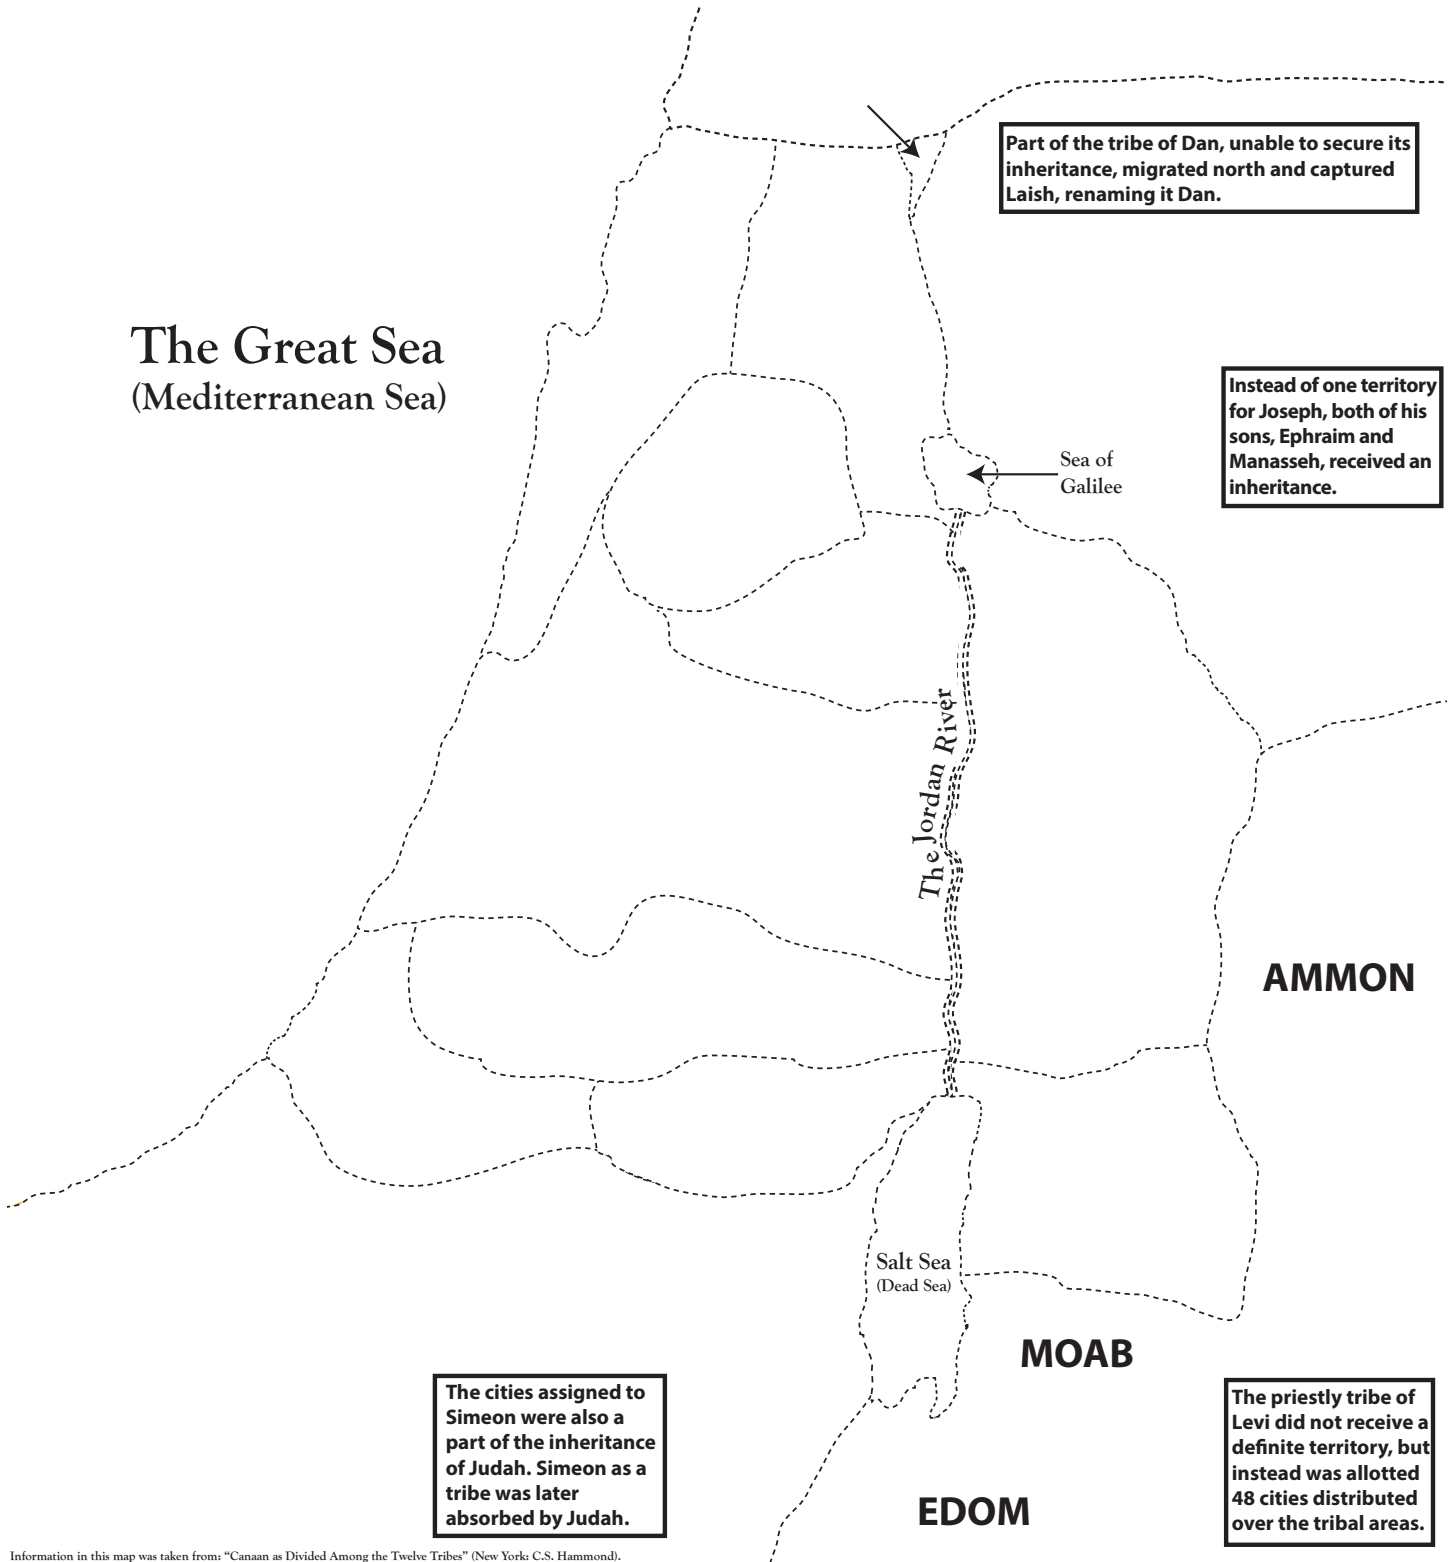 Part of the tribe of Dan, unable to secure its
inheritance, migrated north and captured
Laish, renaming it Dan.
The Great Sea
(Mediterranean Sea)
Instead of one territory
for Joseph, both of his
sons, Ephraim and
Manasseh, received an
inheritance.
Sea of
Galilee
The Jordan River
AMMON
Salt Sea
(Dead Sea)
MOAB
The cities assigned to
Simeon were also a
part of the inheritance
of Judah. Simeon as a
tribe was later
absorbed by Judah.
The priestly tribe of
Levi did not receive a
definite territory, but
instead was allotted
48 cities distributed
over the tribal areas.
EDOM
Information in this map was taken from: “Canaan as Divided Among the Twelve Tribes” (New York: C.S. Hammond).